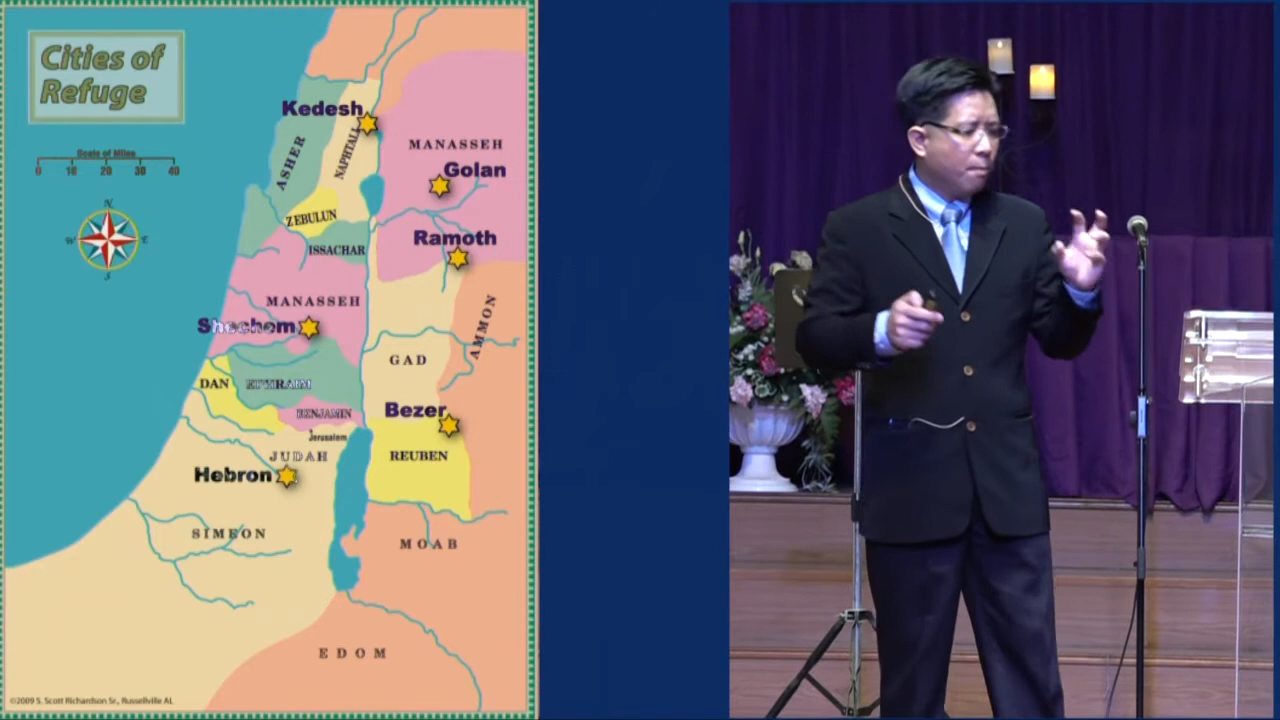 Cities of
Refuge
Scale of Miles
0 10 20 30 40
N
W E
S
Kedesh
ASHER
NAPHTALI
MANASSEH
Golan
ZEBULUN
ISSACHAR
Ramoth
MANASSEH
Shechem
AMMON
GAD
DAN
EPHRAIM
BENJAMIN
Bezer
Jerusalem
JUDAH
REUBEN
Hebron
SIMEON
MOAB
EDOM
©2009 S. Scott Richardson Sr., Russellville AL